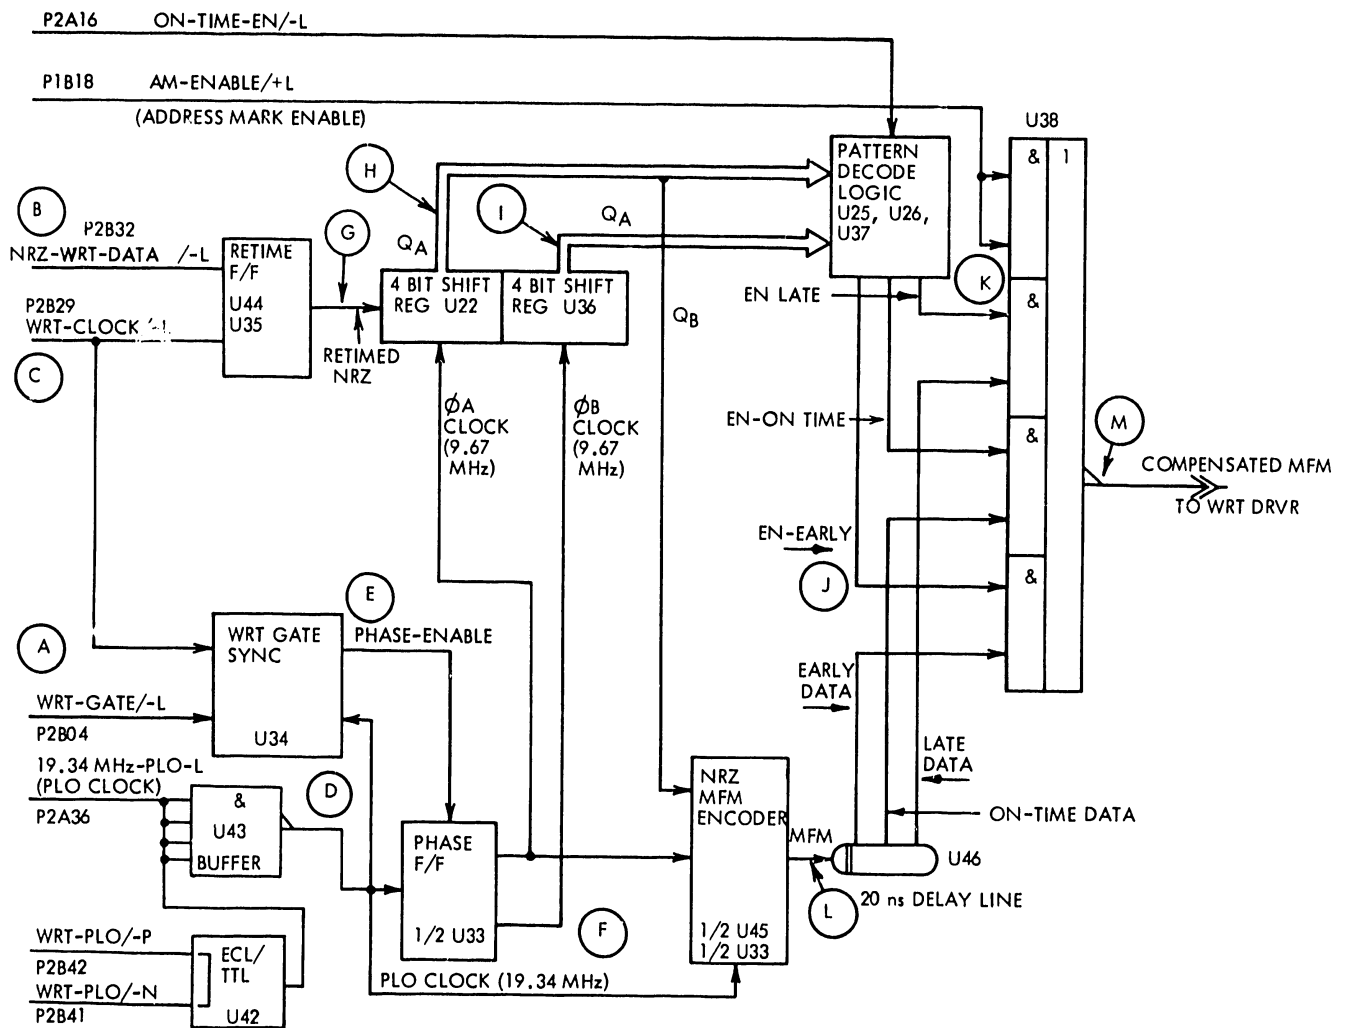 P2A16 ON-TIME-EN/-L
P1B18 AM-ENABLE/+L
(ADDRESS MARK ENABLE)
U38
& 1
&
&
&
PATTERN
DECODE
LOGIC
U25, U26,
U37
H
I
QA
QA
B
P2B32
NRZ-WRT-DATA /-L
G
RETIME
F/F
U44
U35
4 BIT SHIFT
REG U22
4 BIT SHIFT
REG U36
P2B29
WRT-CLOCK
RETIMED
NRZ
C
QB
K
EN LATE
EN-ON TIME
ØA
CLOCK
(9.67
MHz)
ØB
CLOCK
(9.67
MHz)
M
COMPENSATED MFM
TO WRT DRVR
EN-EARLY
J
E
A
WRT GATE
SYNC
U34
PHASE-ENABLE
WRT-GATE/-L
P2B04
EARLY
DATA
19.34 MHz-PLO-L
(PLO CLOCK)
P2A36
D
&
U43
BUFFER
LATE
DATA
ON-TIME DATA
NRZ
MFM
ENCODER
1/2 U45
1/2 U33
MFM
U46
L
20 ns DELAY LINE
PHASE
F/F
1/2 U33
F
WRT-PLO/-P
P2B42
WRT-PLO/-N
P2B41
ECL/
TTL
U42
PLO CLOCK (19.34 MHz)